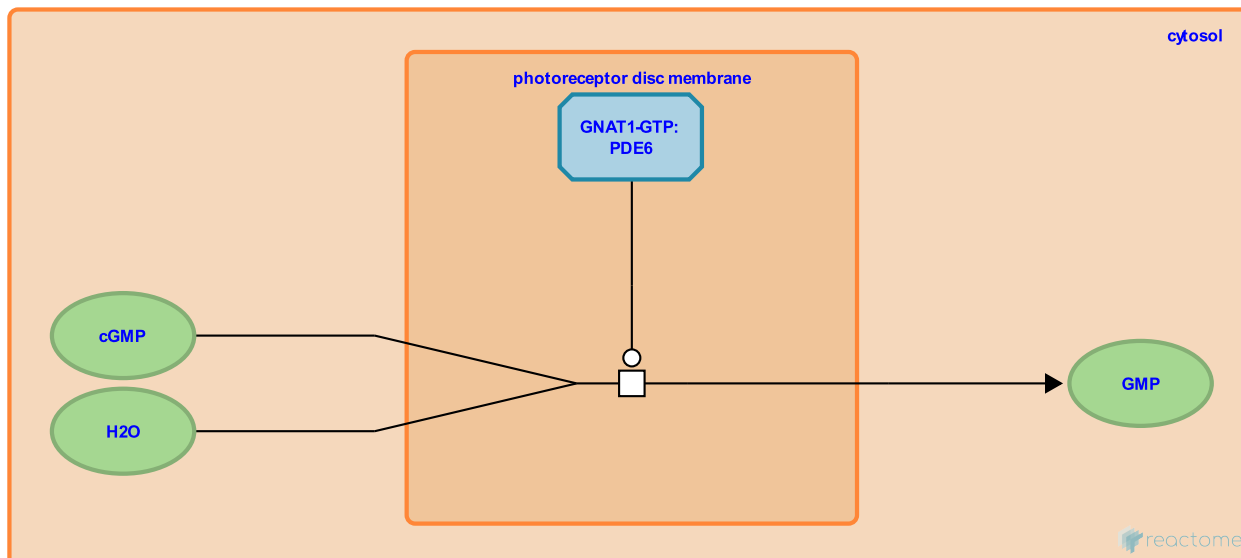 cytosol
photoreceptor disc membrane
GNAT1-GTP:
PDE6
cGMP
H2O
GMP
reactome